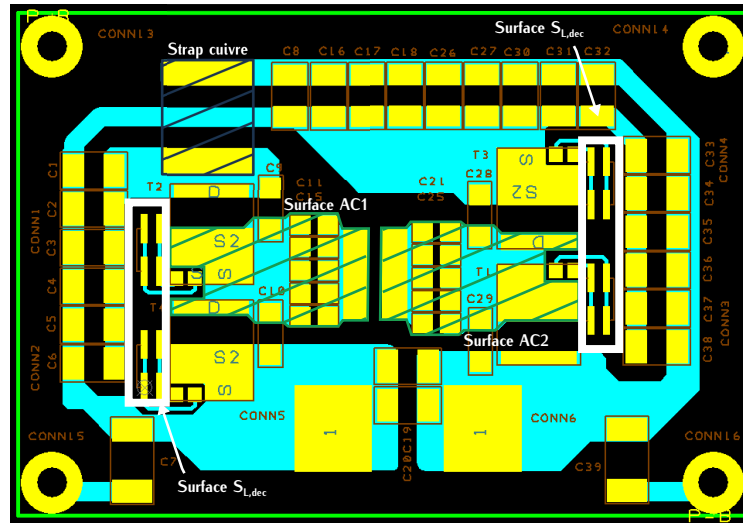 P-R
CONN13
Strap cuivre
C8
C16
C17
C18
C26
C27
C30
C31
C32
Surface SL,dec
CONN14
C1
C2
C3
C4
C5
C6
CONN1
CONN2
T2
D
C9
C11
Surface AC1
S2
S
T4
D
C10
S2
S
C21
C25
T3
C28
S
S2
D
T1
C29
Surface AC2
C33
C34
C35
C36
C37
C38
CONN4
CONN3
CONN5
1
C20
C19
CONN6
1
CONN15
C7
Surface SL,dec
C39
CONN16
P-B